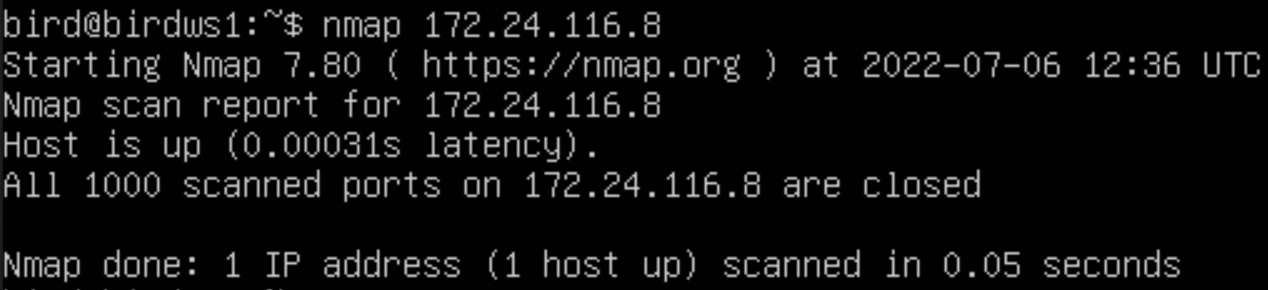 bird@birdws1:~$ nmap 172.24.116.8
Starting Nmap 7.80 ( https://nmap.org ) at 2022-07-06 12:36 UTC
Nmap scan report for 172.24.116.8
Host is up (0.00031s latency).
All 1000 scanned ports on 172.24.116.8 are closed
Nmap done: 1 IP address (1 host up) scanned in 0.05 seconds